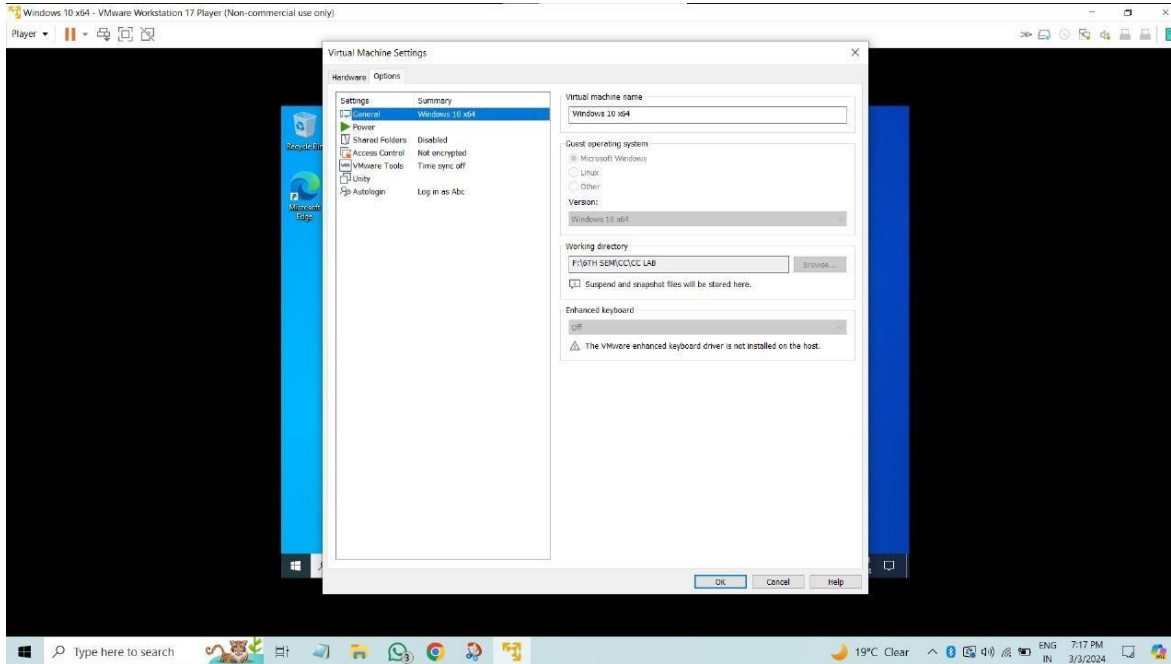 Windows 10 x64 - VMware Workstation 17 Player (Non-commercial use only)
Player
Virtual Machine Settings
Hardware Options
Settings Summary
General Windows 10 x64
Power
Shared Folders Disabled
Access Control Not encrypted
VMware Tools Time sync off
Unity
Autologin Log in as Abc
Virtual machine name
Windows 10 x64
Guest operating system
Microsoft Windows
Linux
Other
Version:
Windows 10 x64
Working directory
F:\6TH SEM\CC\CC LAB
Browse...
Suspend and snapshot files will be stored here.
Enhanced keyboard
Off
The VMware enhanced keyboard driver is not installed on the host.
OK Cancel Help
Recycle Bin
Microsoft
Edge
Type here to search
19°C Clear
ENG
IN
7:17 PM
3/3/2024